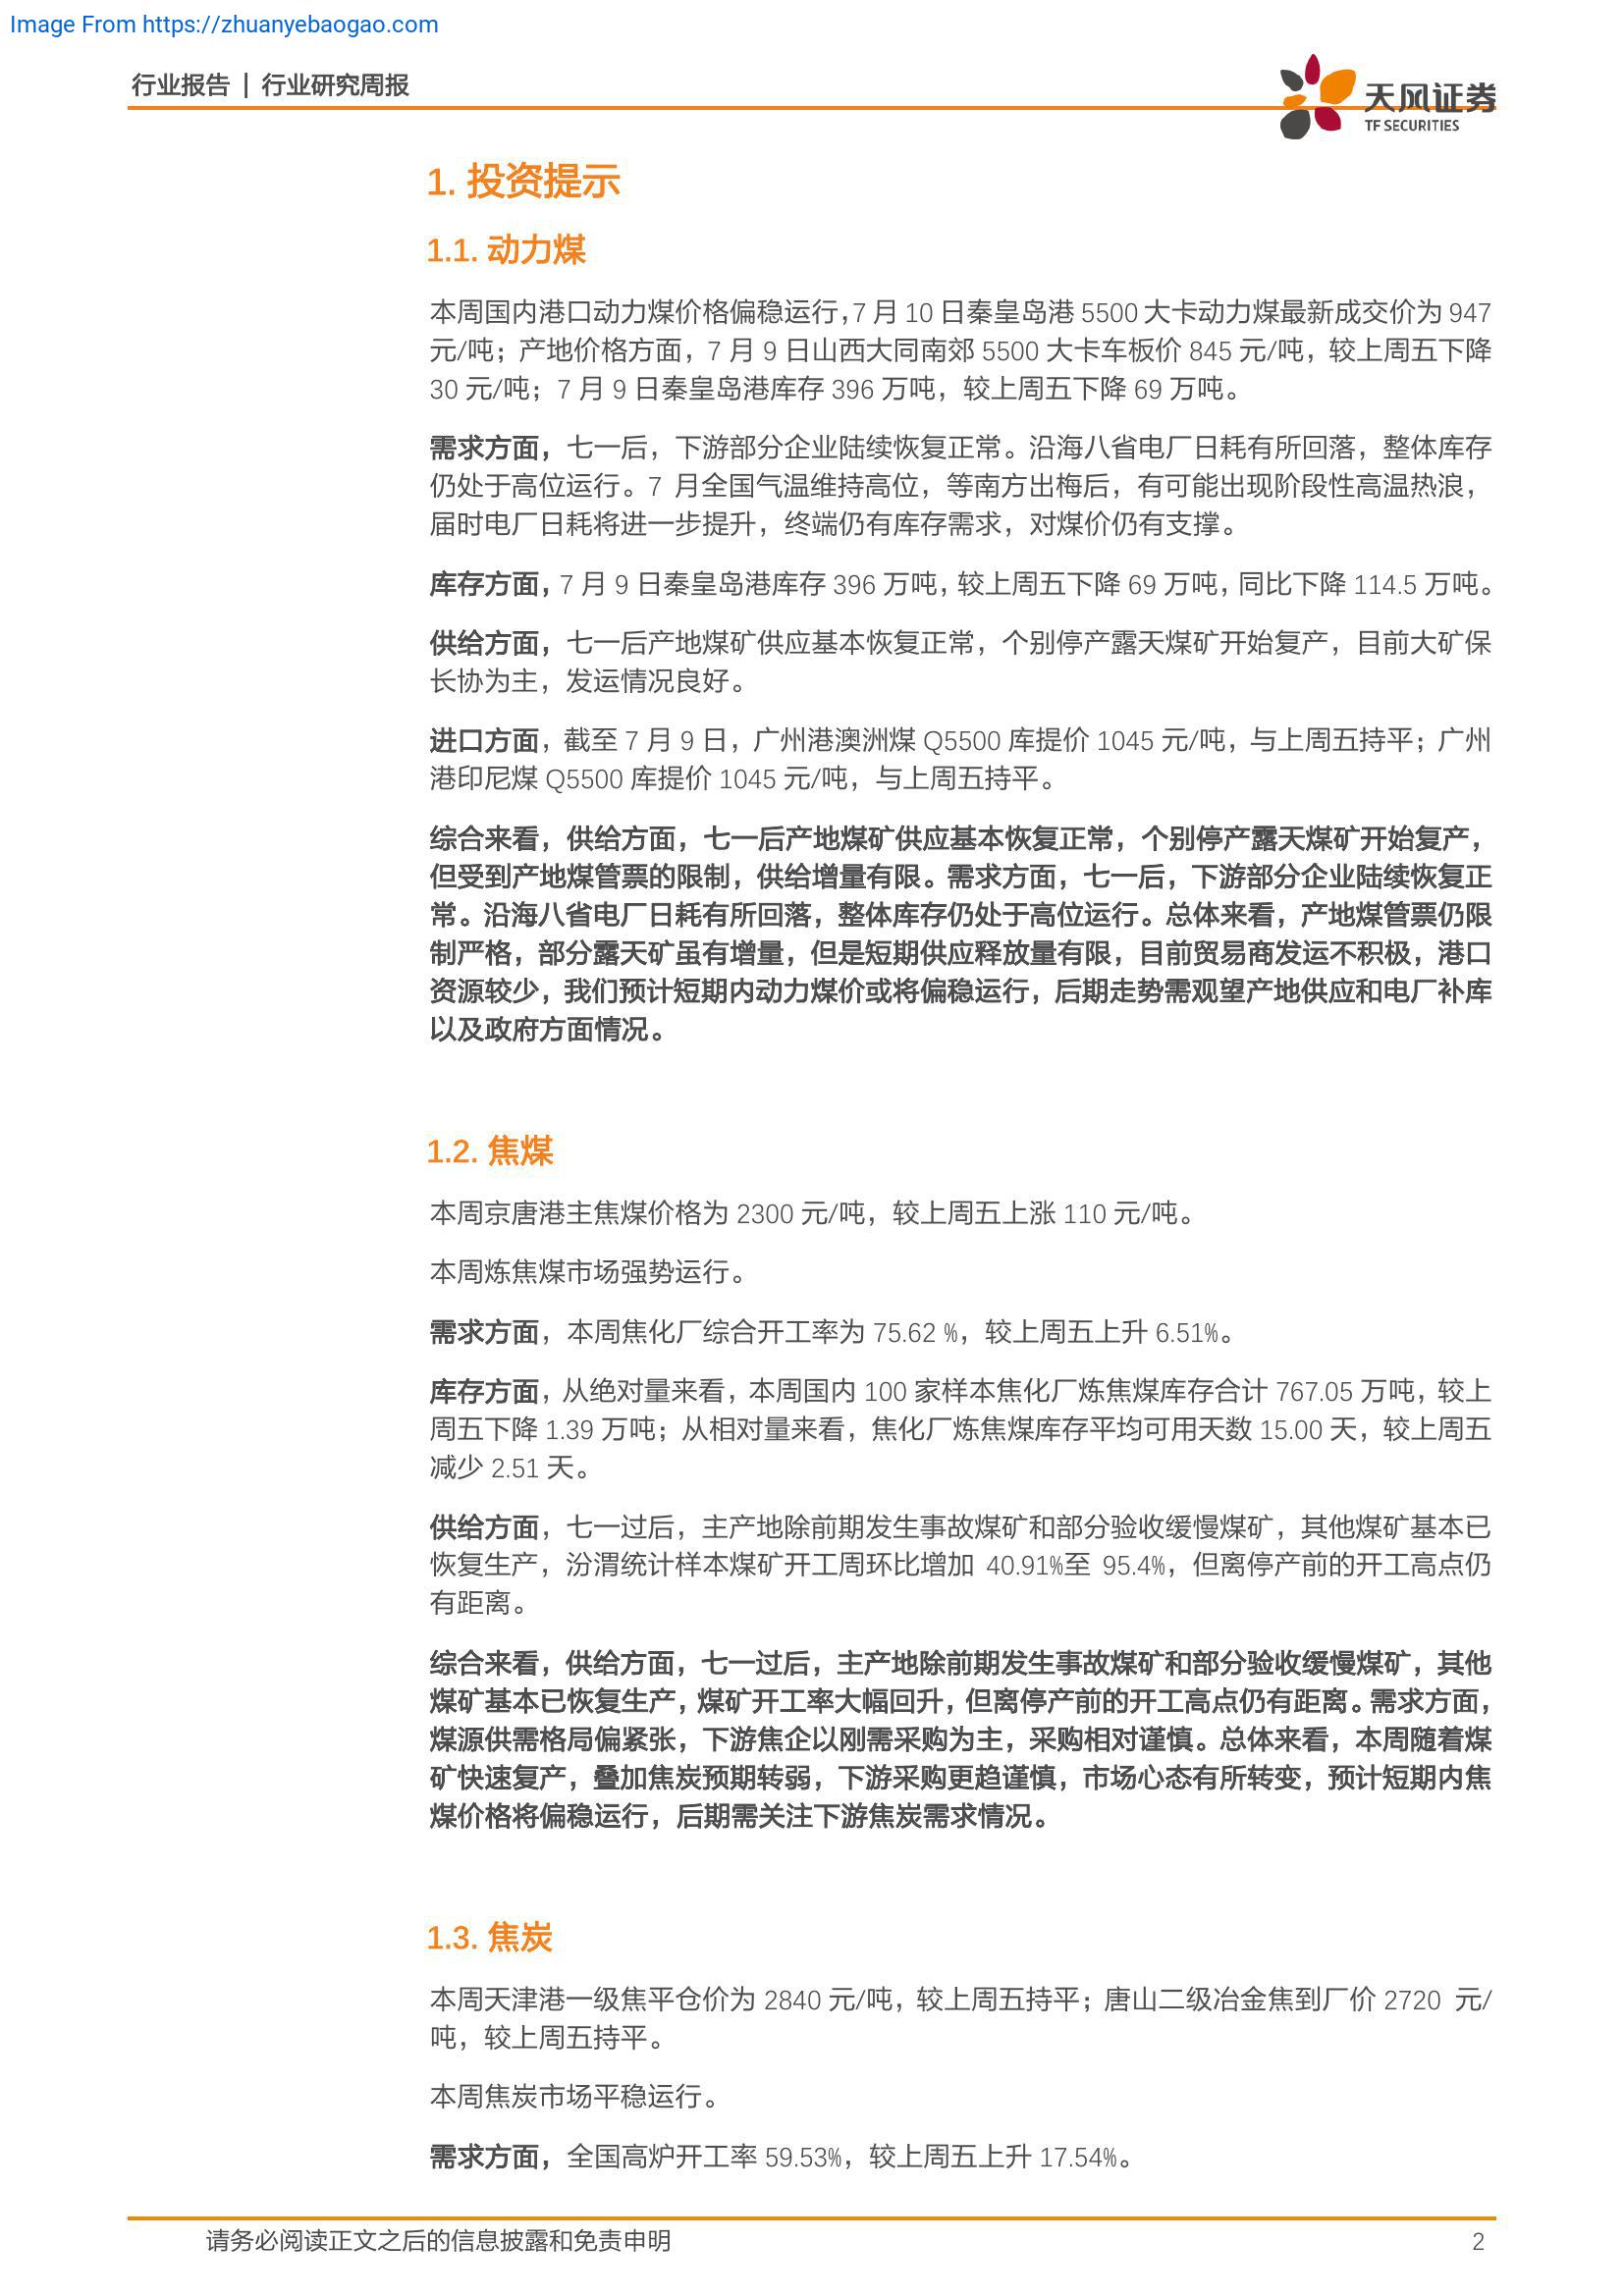 Image From https://zhuanyebaogao.com
行业报告 | 行业研究周报
天风证券
TF SECURITIES
1. 投资提示
1.1. 动力煤
本周国内港口动力煤价格偏稳运行，7 月 10 日秦皇岛港 5500 大卡动力煤最新成交价为 947
元/吨；产地价格方面，7 月 9 日山西大同南郊 5500 大卡车板价 845 元/吨，较上周五下降
30 元/吨；7 月 9 日秦皇岛港库存 396 万吨，较上周五下降 69 万吨。
需求方面，七一后，下游部分企业陆续恢复正常。沿海八省电厂日耗有所回落，整体库存
仍处于高位运行。7 月全国气温维持高位，等南方出梅后，有可能出现阶段性高温热浪，
届时电厂日耗将进一步提升，终端仍有库存需求，对煤价仍有支撑。
库存方面，7 月 9 日秦皇岛港库存 396 万吨，较上周五下降 69 万吨，同比下降 114.5 万吨。
供给方面，七一后产地煤矿供应基本恢复正常，个别停产露天煤矿开始复产，目前大矿保
长协为主，发运情况良好。
进口方面，截至 7 月 9 日，广州港澳洲煤 Q5500 库提价 1045 元/吨，与上周五持平；广州
港印尼煤 Q5500 库提价 1045 元/吨，与上周五持平。
综合来看，供给方面，七一后产地煤矿供应基本恢复正常，个别停产露天煤矿开始复产，
但受到产地煤管票的限制，供给增量有限。需求方面，七一后，下游部分企业陆续恢复正
常。沿海八省电厂日耗有所回落，整体库存仍处于高位运行。总体来看，产地煤管票仍限
制严格，部分露天矿虽有增量，但是短期供应释放量有限，目前贸易商发运不积极，港口
资源较少，我们预计短期内动力煤价或将偏稳运行，后期走势需观望产地供应和电厂补库
以及政府方面情况。
1.2. 焦煤
本周京唐港主焦煤价格为 2300 元/吨，较上周五上涨 110 元/吨。
本周炼焦煤市场强势运行。
需求方面，本周焦化厂综合开工率为 75.62 %，较上周五上升 6.51%。
库存方面，从绝对量来看，本周国内 100 家样本焦化厂炼焦煤库存合计 767.05 万吨，较上
周五下降 1.39 万吨；从相对量来看，焦化厂炼焦煤库存平均可用天数 15.00 天，较上周五
减少 2.51 天。
供给方面，七一过后，主产地除前期发生事故煤矿和部分验收缓慢煤矿，其他煤矿基本已
恢复生产，汾渭统计样本煤矿开工周环比增加 40.91%至 95.4%，但离停产前的开工高点仍
有距离。
综合来看，供给方面，七一过后，主产地除前期发生事故煤矿和部分验收缓慢煤矿，其他
煤矿基本已恢复生产，煤矿开工率大幅回升，但离停产前的开工高点仍有距离。需求方面，
煤源供需格局偏紧张，下游焦企以刚需采购为主，采购相对谨慎。总体来看，本周随着煤
矿快速复产，叠加焦炭预期转弱，下游采购更趋谨慎，市场心态有所转变，预计短期内焦
煤价格将偏稳运行，后期需关注下游焦炭需求情况。
1.3. 焦炭
本周天津港一级焦平仓价为 2840 元/吨，较上周五持平；唐山二级冶金焦到厂价 2720 元/
吨，较上周五持平。
本周焦炭市场平稳运行。
需求方面，全国高炉开工率 59.53%，较上周五上升 17.54%。
请务必阅读正文之后的信息披露和免责申明
2